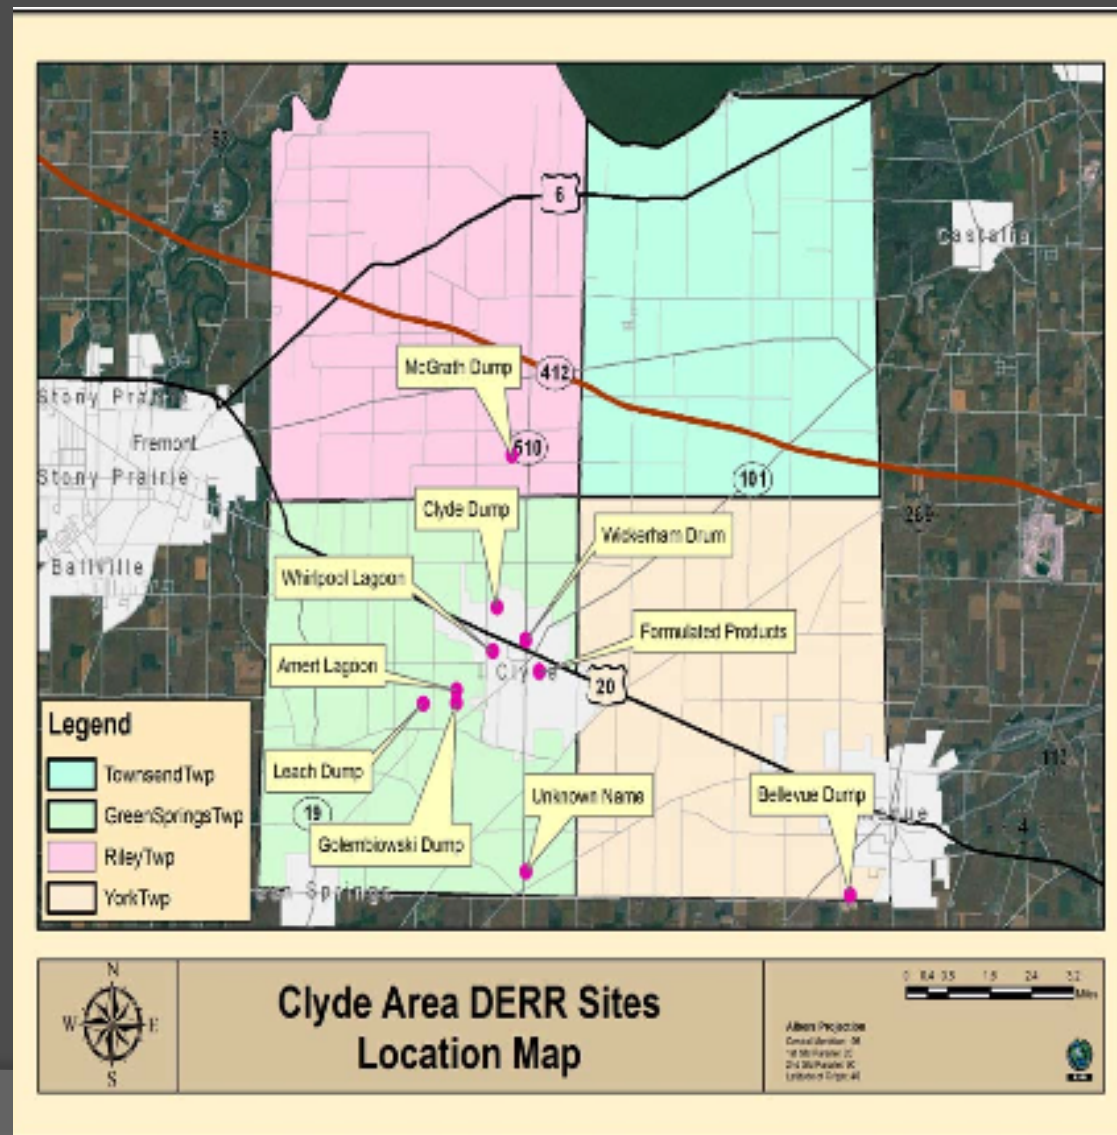 53
6
Castalia
McGrath Dump
412
Stony Prairie
Fremont
510
Stony Prairie
101
Clyde Dump
269
Wickerham Drum
Ballville
Whirlpool Lagoon
Formulated Products
Amert Lagoon
Clyde
20
Legend
TownsendTwp
GreenSpringsTwp
RileyTwp
YorkTwp
Leach Dump
Unknown Name
Bellevue Dump
19
4
Golembiowski Dump
Springs
N
W E
S
Clyde Area DERR Sites
Location Map
Miles
Albers Projection